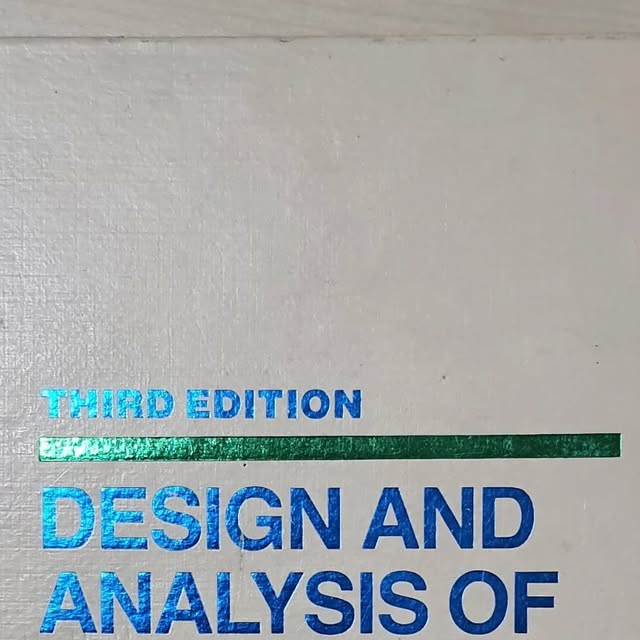 THIRD EDITION
DESIGN AND
ANALYSIS OF